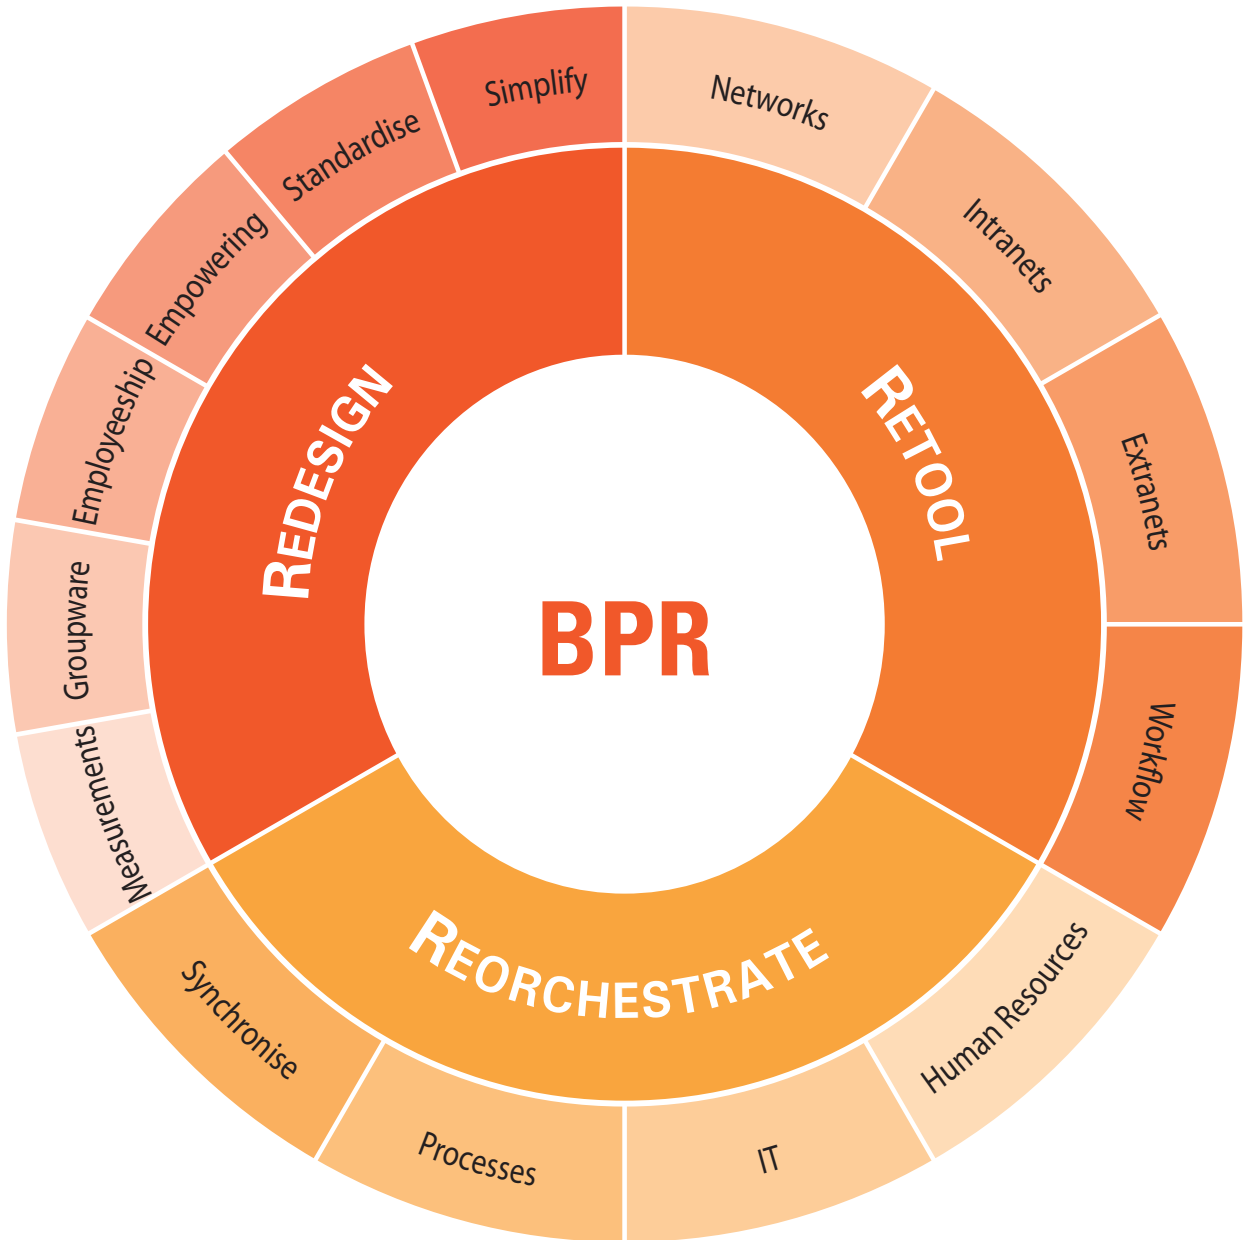 BPR
RETOOL
Networks
Intranets
Extranets
Workflow
REORCHESTRATE
Human Resources
IT
Processes
Synchronise
REDESIGN
Measurements
Groupware
Employeeship
Empowering
Standardise
Simplify